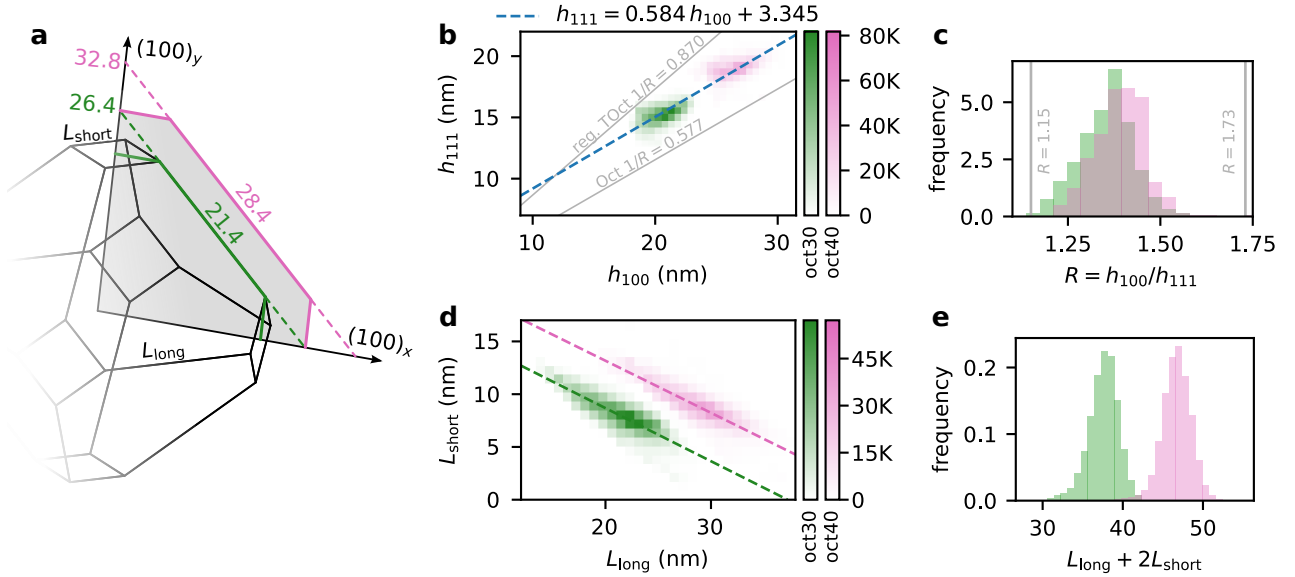 a
(100)y
32.8
26.4
Lshort
28.4
21.4
Llong
(100)x
h111 = 0.584 h100 + 3.345
b
h111 (nm)
20
15
10
reg. TOct 1/R = 0.870
Oct 1/R = 0.577
10
20
30
h100 (nm)
80K
60K
40K
20K
0
oct30
oct40
c
frequency
5.0
2.5
0.0
R = 1.15
R = 1.73
1.25
1.50
1.75
R = h100/h111
d
Lshort (nm)
15
10
5
0
20
30
Llong (nm)
45K
30K
15K
0
oct30
oct40
e
frequency
0.2
0.1
0.0
30
40
50
Llong + 2Lshort